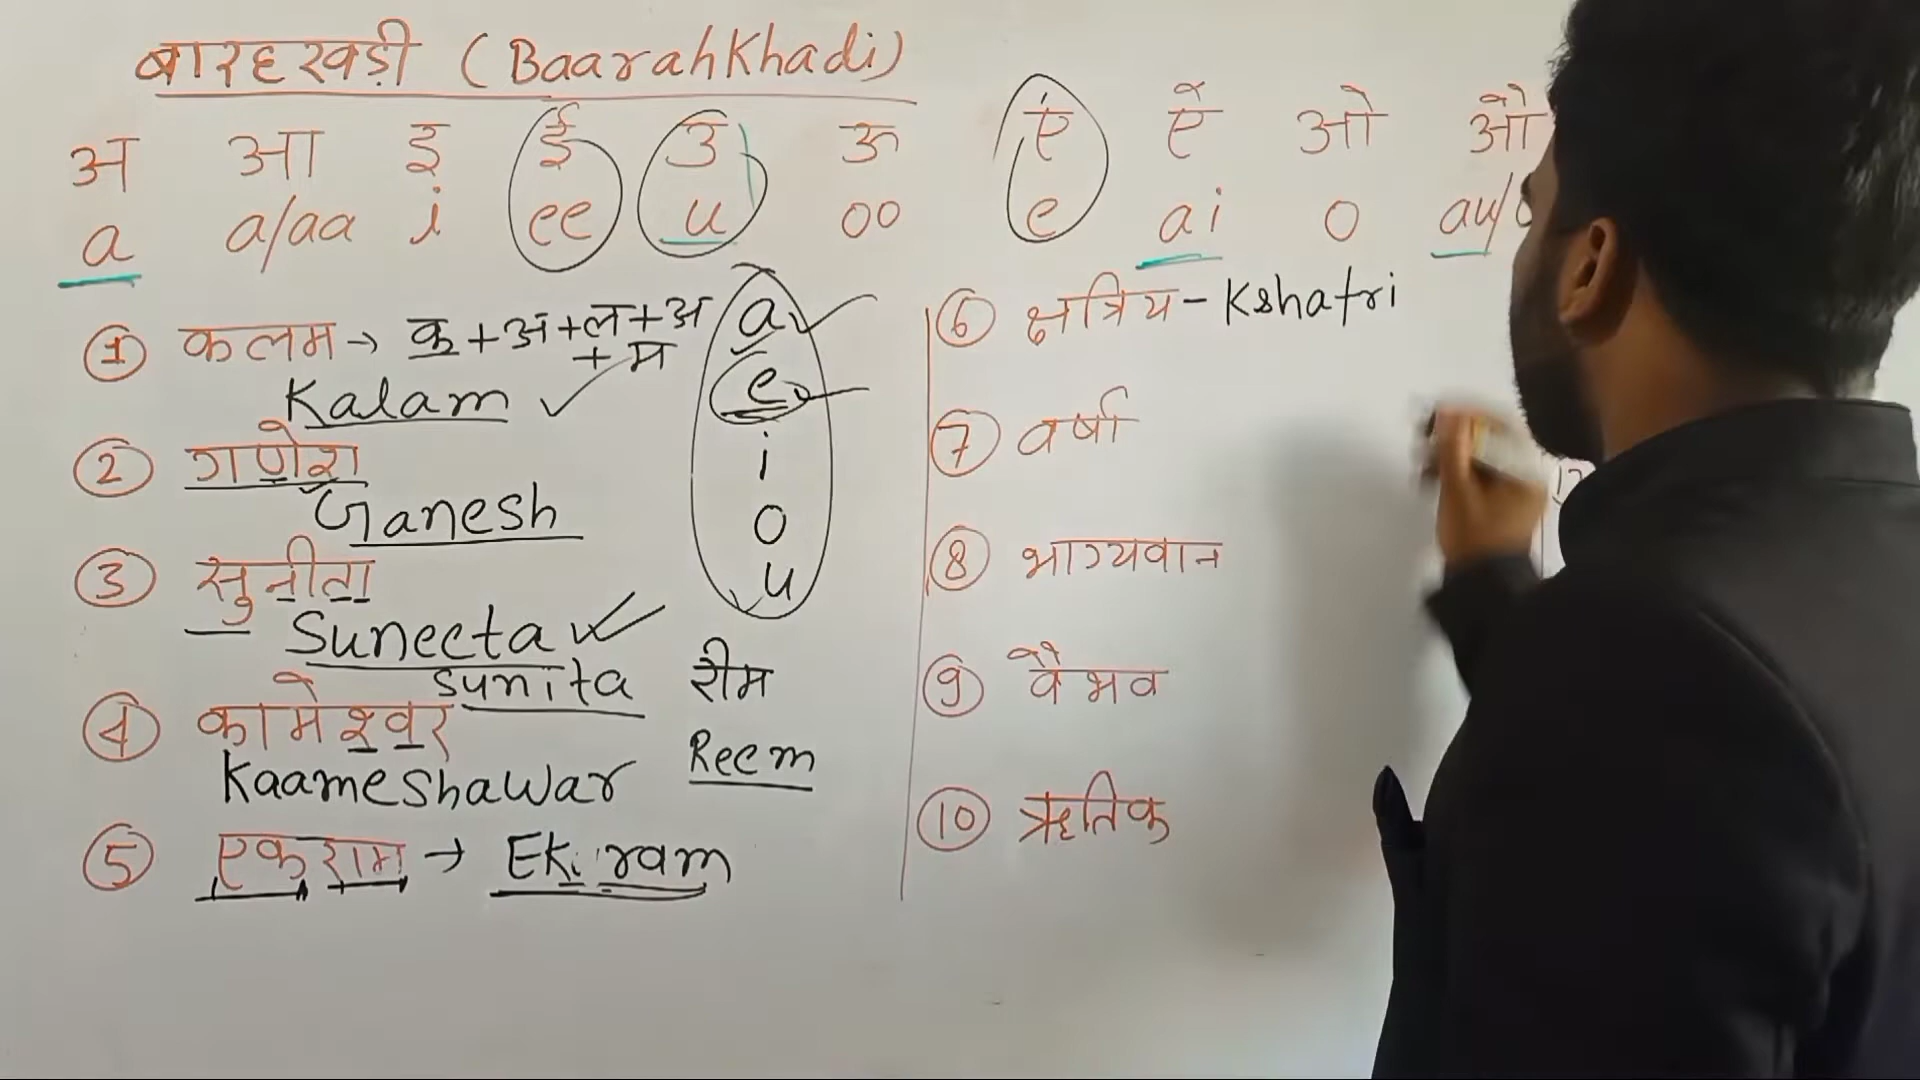 बारहखड़ी (BaarahKhadi)
अ आ इ ई उ ऊ ए ऐ ओ औ
a a/aa i ee u oo e ai o au/
① कलम → क + अ + ल + अ + म
Kalam
② गणेश
Ganesh
③ सुनीता
Suneeta
sunita
④ कामेश्वर
Kaameshawar
⑤ एकराम → Ekram
a
e
i
o
u
रीम
Reem
⑥ क्षत्रिय - Kshatri
⑦ वर्षा
⑧ भाग्यवान
⑨ वैभव
⑩ ऋतिक